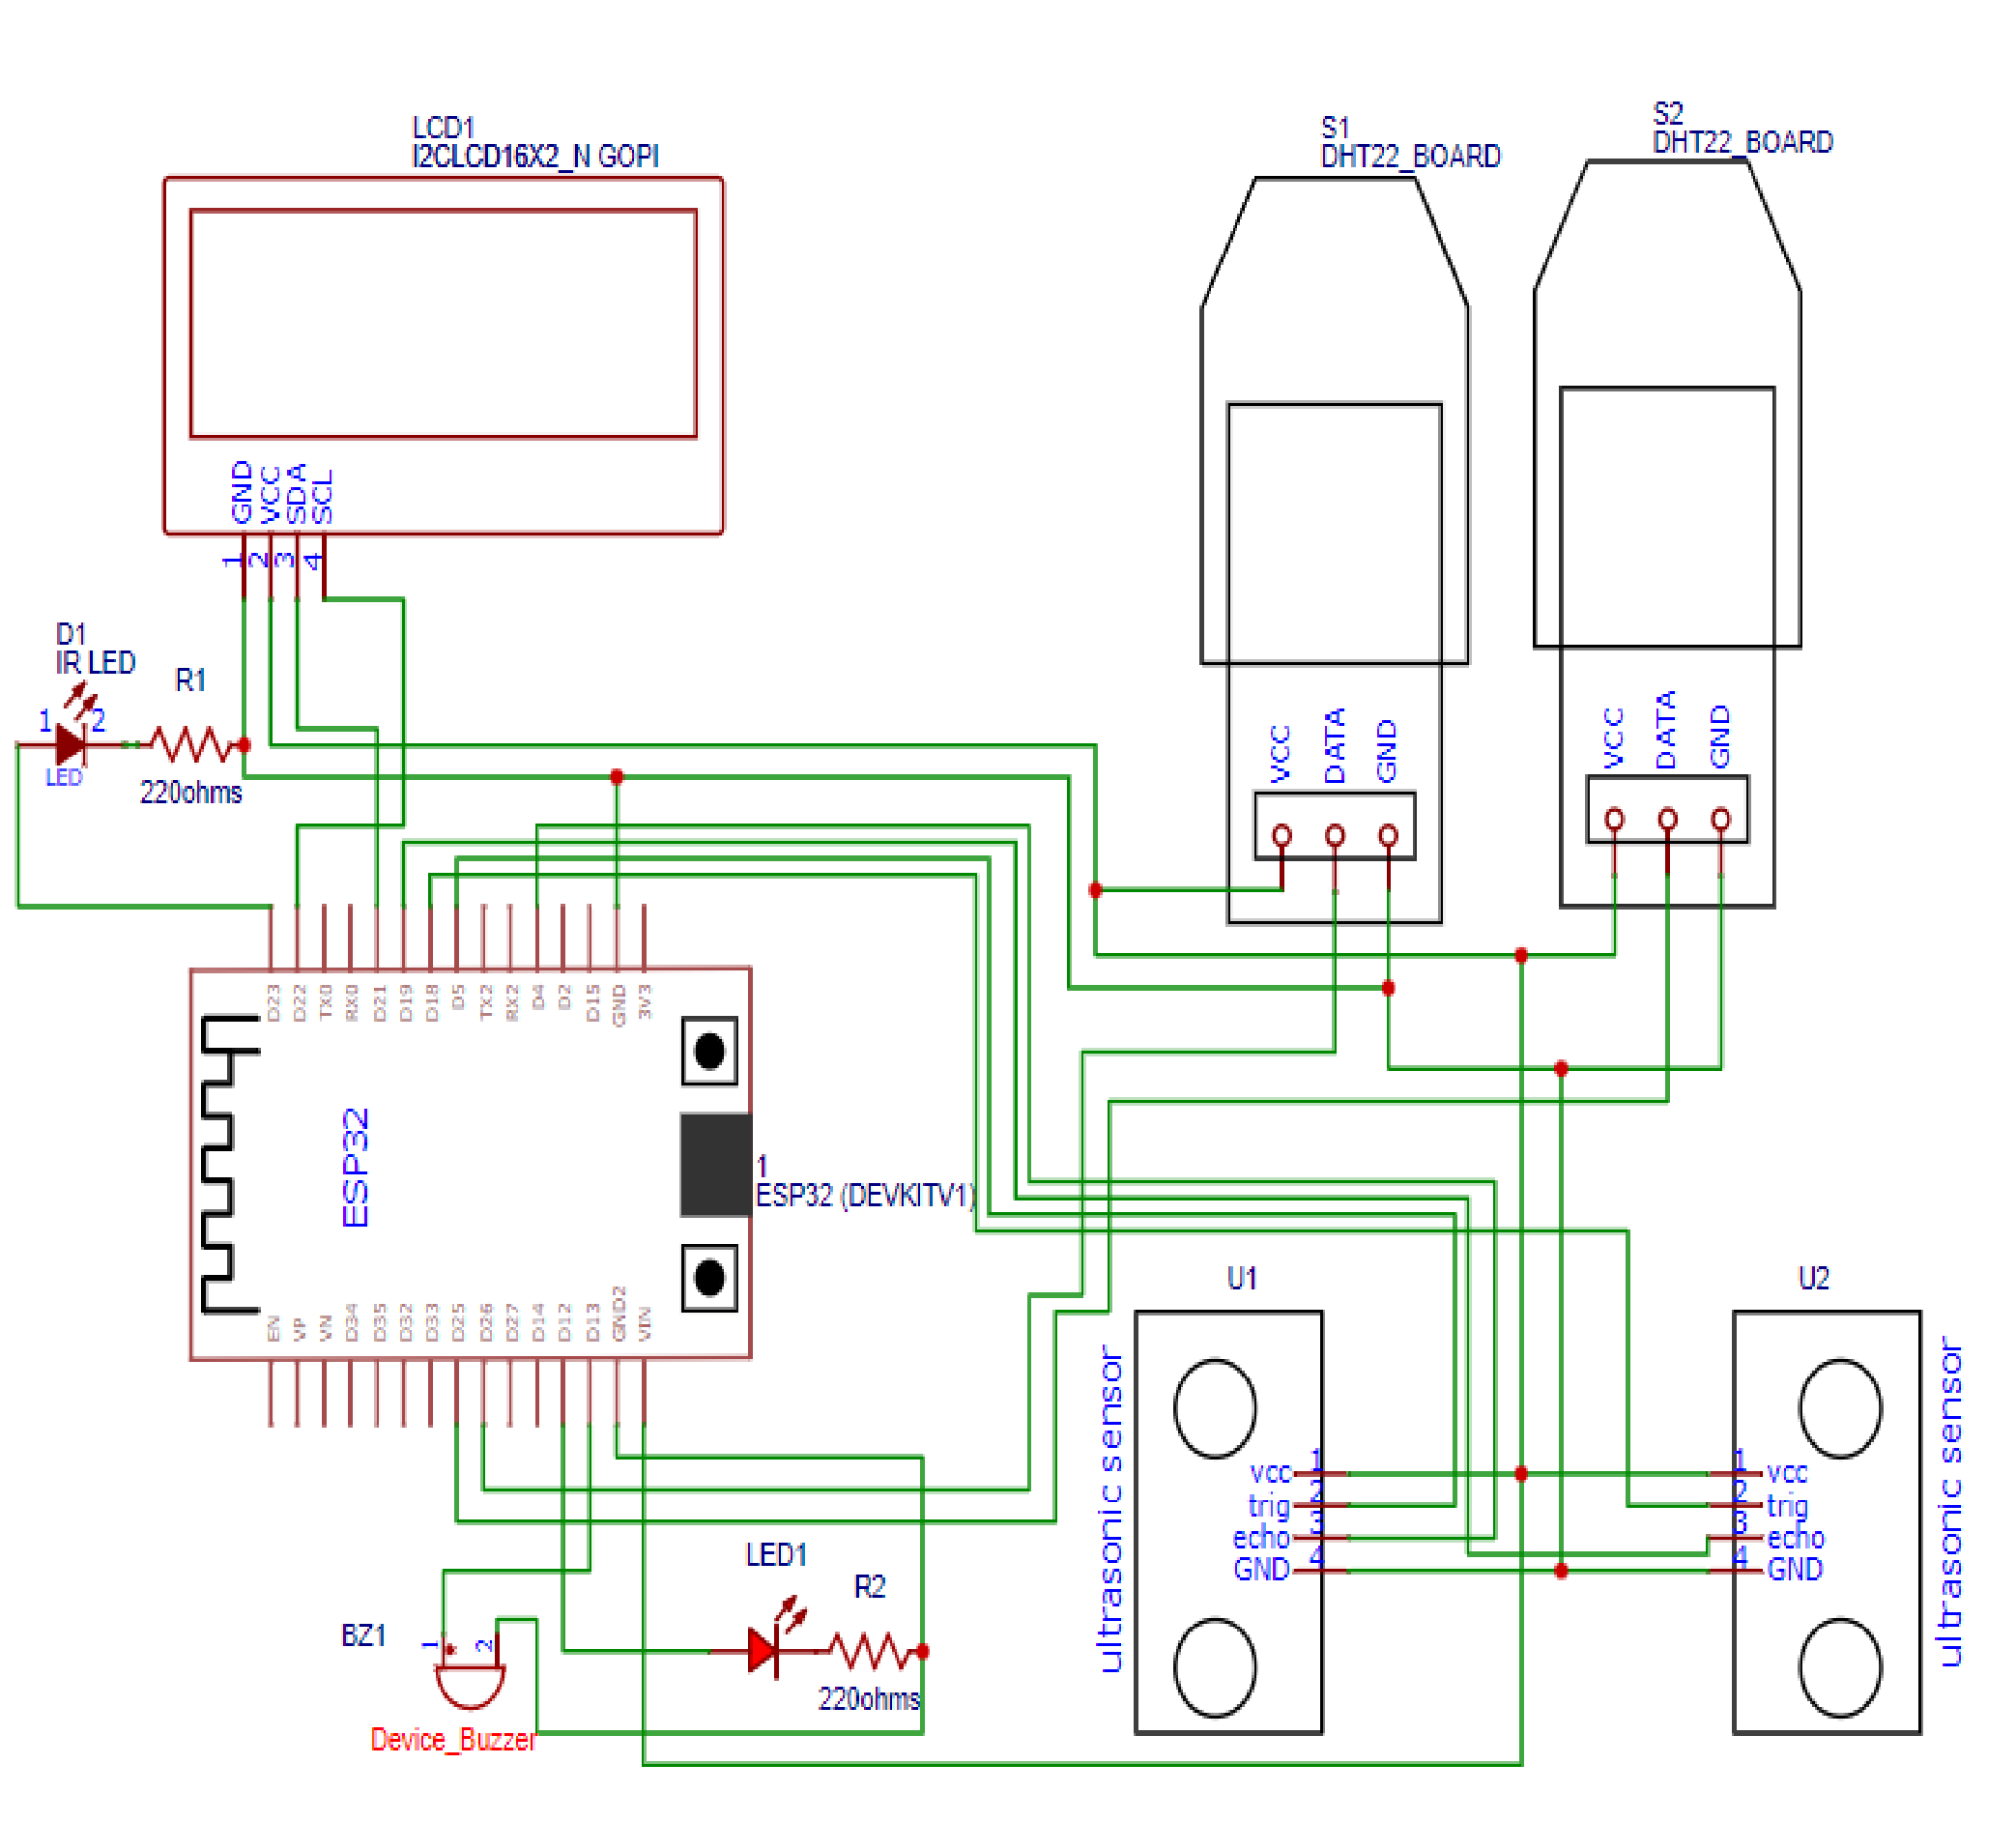 LCD1
I2CLCD16X2_N GOPI
S1
DHT22_BOARD
S2
DHT22_BOARD
GND
VCC
SDA
SCL
1
2
3
4
D1
IR LED
1
2
LED
R1
220ohms
VCC
DATA
GND
VCC
DATA
GND
D23
D22
TX0
RX0
D21
D19
D18
D5
TX2
RX2
D4
D2
D15
GND
3V3
ESP32
1
ESP32 (DEVKITV1)
EN
VP
VN
D34
D35
D32
D33
D25
D26
D27
D14
D12
D13
GND2
VIN
U1
ultrasonic sensor
1
vcc
2
trig
3
echo
4
GND
U2
1
vcc
2
trig
3
echo
4
GND
ultrasonic sensor
LED1
R2
220ohms
BZ1
1
2
Device_Buzzer